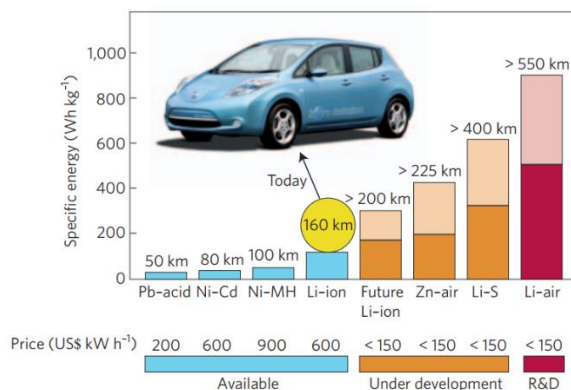 Specific energy (Wh kg⁻¹)
1,000
800
600
400
200
0
50 km
80 km
100 km
160 km
> 200 km
> 225 km
> 400 km
> 550 km
Today
Pb–acid Ni–Cd Ni–MH Li–ion Future Li–ion Zn–air Li–S Li–air
Price (US$ kW h⁻¹) 200 600 900 600 < 150 < 150 < 150 < 150
Available Under development R&D